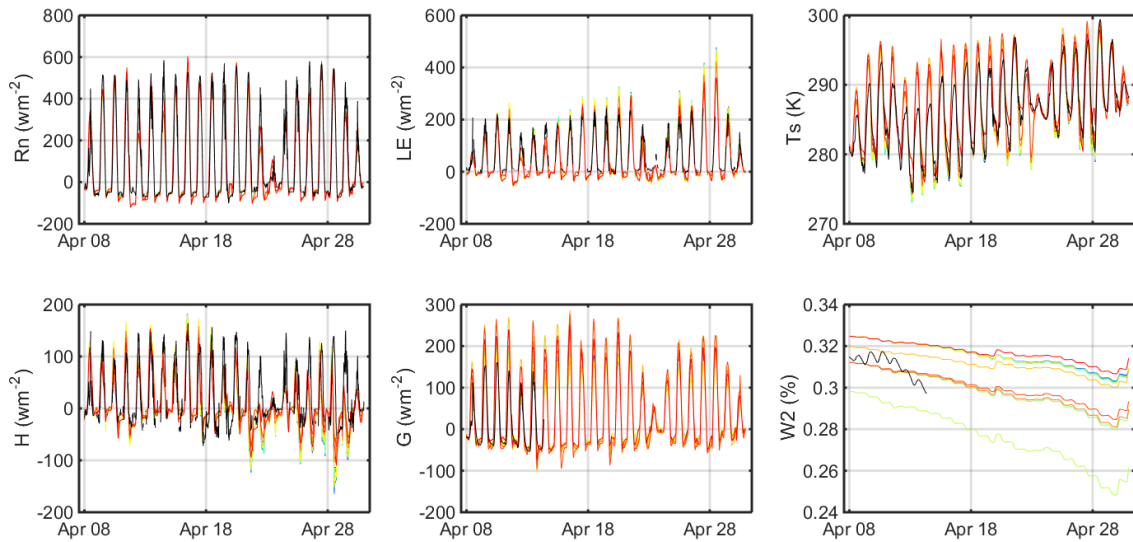 800
600
400
200
0
-200
Rn (wm-2)
Apr 08
Apr 18
Apr 28
600
400
200
0
-200
LE (wm-2)
Apr 08
Apr 18
Apr 28
300
290
280
270
Ts (K)
Apr 08
Apr 18
Apr 28
200
100
0
-100
-200
H (wm-2)
Apr 08
Apr 18
Apr 28
300
200
100
0
-100
-200
G (wm-2)
Apr 08
Apr 18
Apr 28
0.34
0.32
0.3
0.28
0.26
0.24
W2 (%)
Apr 08
Apr 18
Apr 28